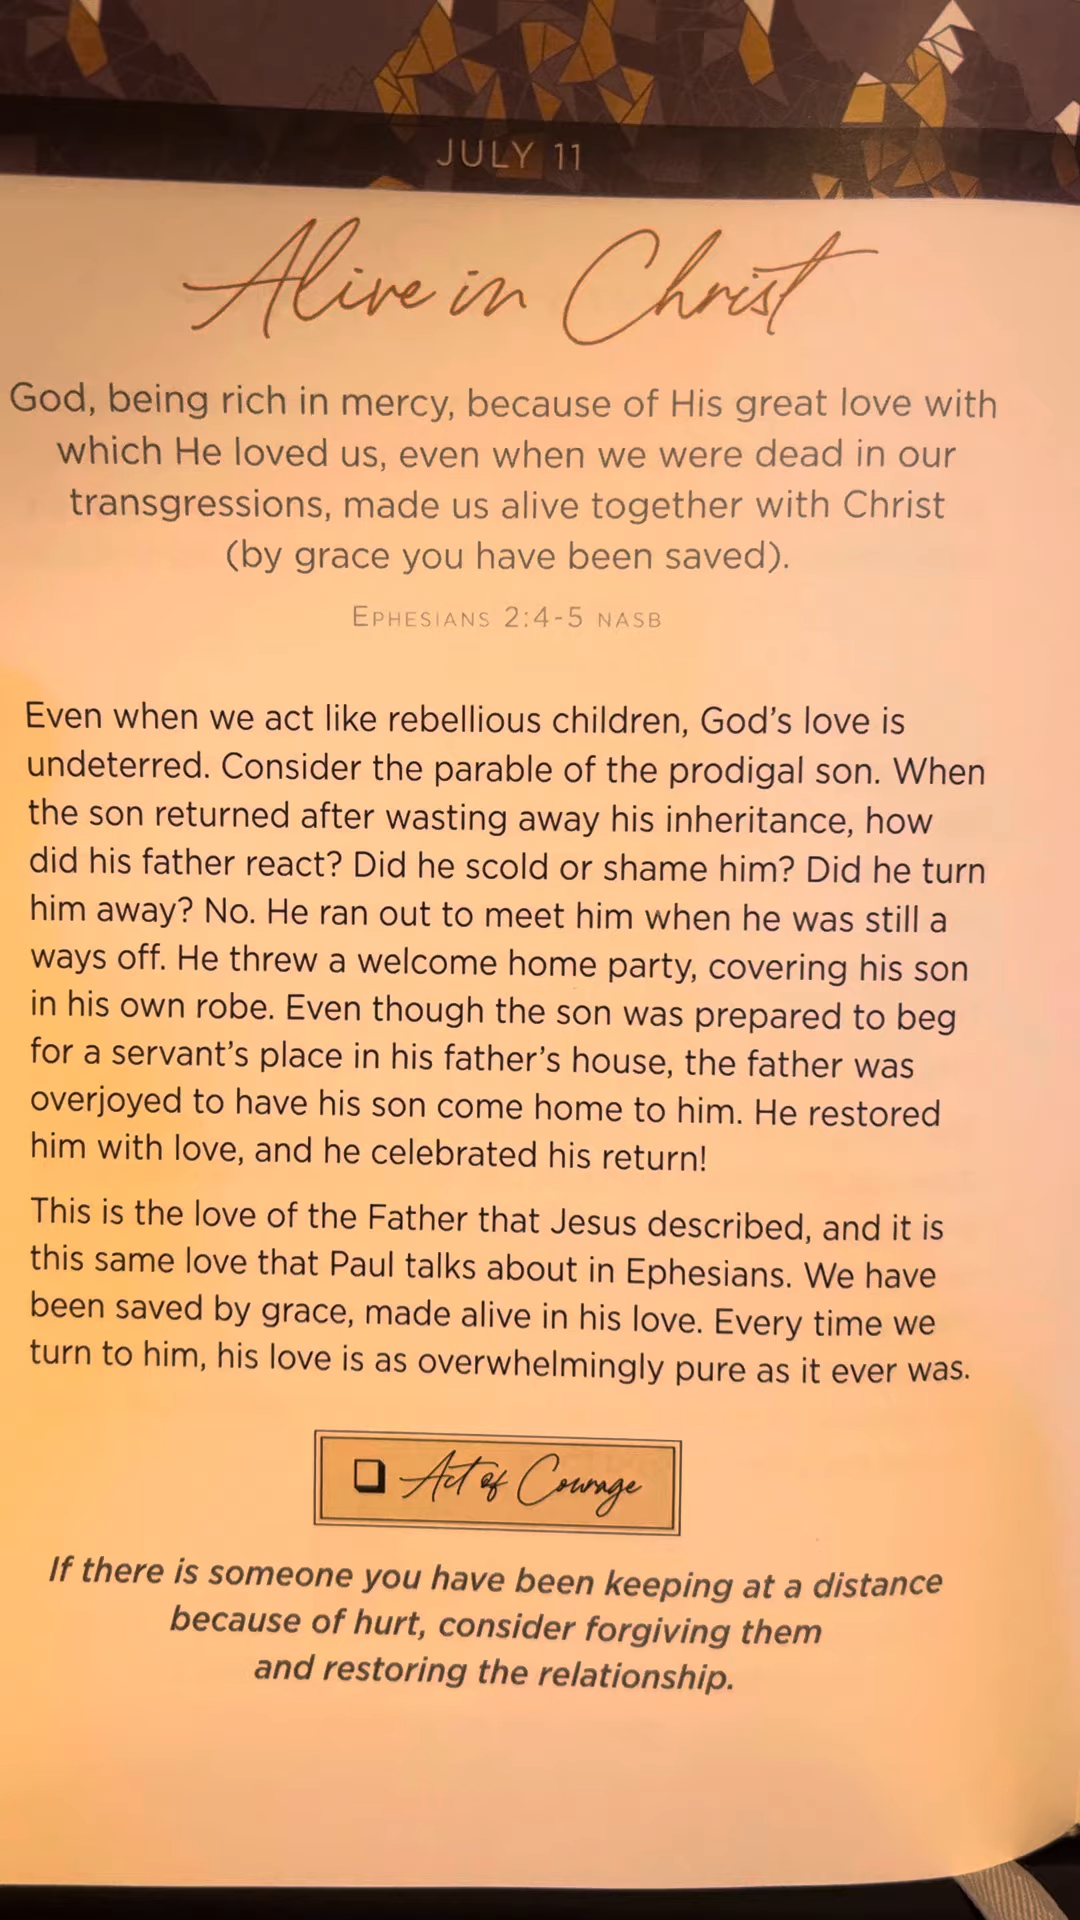 JULY 11
Alive in Christ
God, being rich in mercy, because of His great love with
which He loved us, even when we were dead in our
transgressions, made us alive together with Christ
(by grace you have been saved).
EPHESIANS 2:4-5 NASB
Even when we act like rebellious children, God's love is
undeterred. Consider the parable of the prodigal son. When
the son returned after wasting away his inheritance, how
did his father react? Did he scold or shame him? Did he turn
him away? No. He ran out to meet him when he was still a
ways off. He threw a welcome home party, covering his son
in his own robe. Even though the son was prepared to beg
for a servant's place in his father's house, the father was
overjoyed to have his son come home to him. He restored
him with love, and he celebrated his return!
This is the love of the Father that Jesus described, and it is
this same love that Paul talks about in Ephesians. We have
been saved by grace, made alive in his love. Every time we
turn to him, his love is as overwhelmingly pure as it ever was.
❏ Act of Courage
If there is someone you have been keeping at a distance
because of hurt, consider forgiving them
and restoring the relationship.